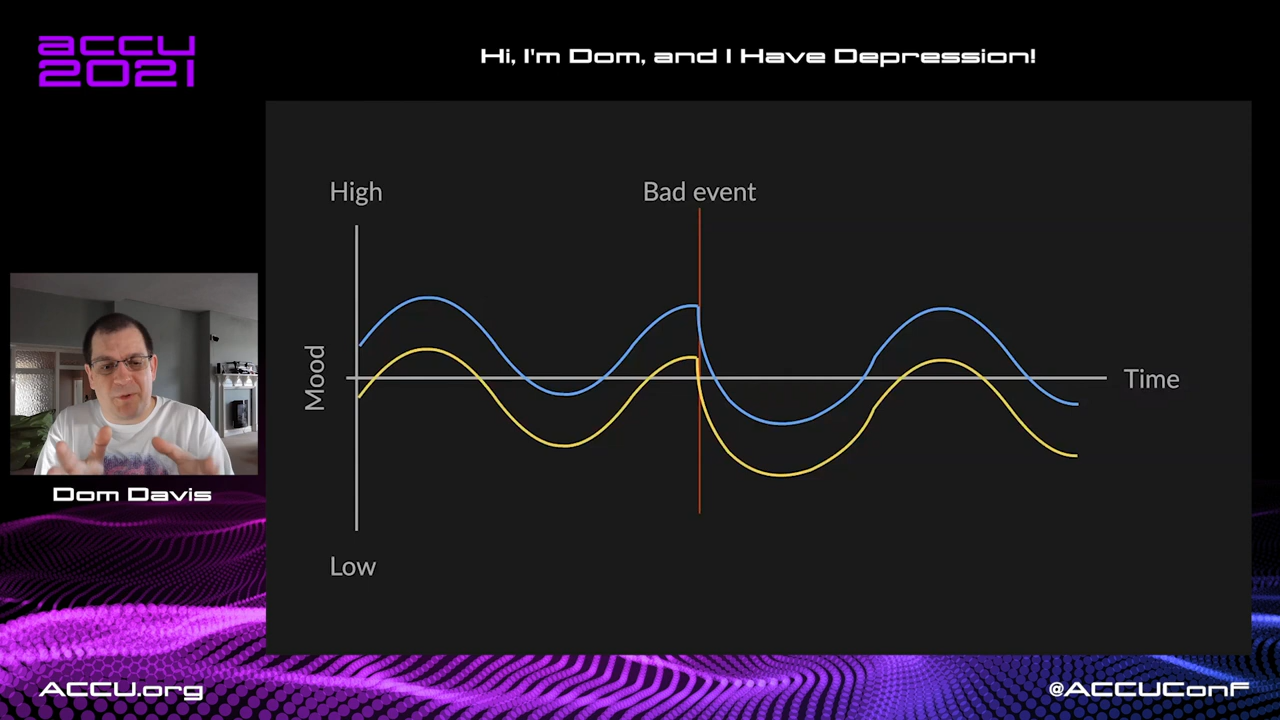 accu
2021
Hi, I'm Dom, and I Have Depression!
High
Bad event
Mood
Time
Low
Dom Davis
ACCU.org
@ACCUConf